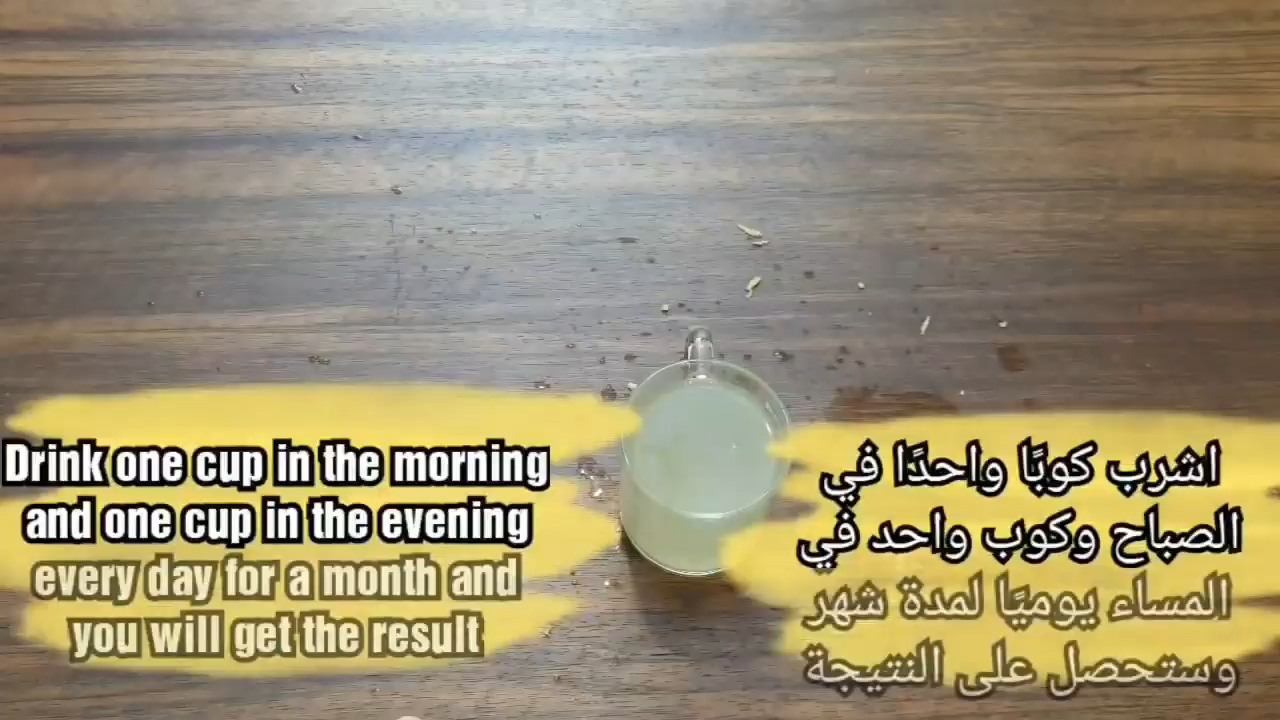 Drink one cup in the morning
and one cup in the evening
every day for a month and
you will get the result
اشرب كوبًا واحدًا في
الصباح وكوب واحد في
المساء يوميًا لمدة شهر
وستحصل على النتيجة